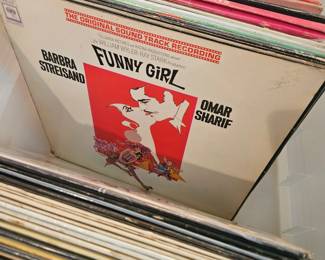 THE ORIGINAL SOUND TRACK RECORDING
FUNNY GIRL
BARBRA STREISAND
OMAR SHARIF